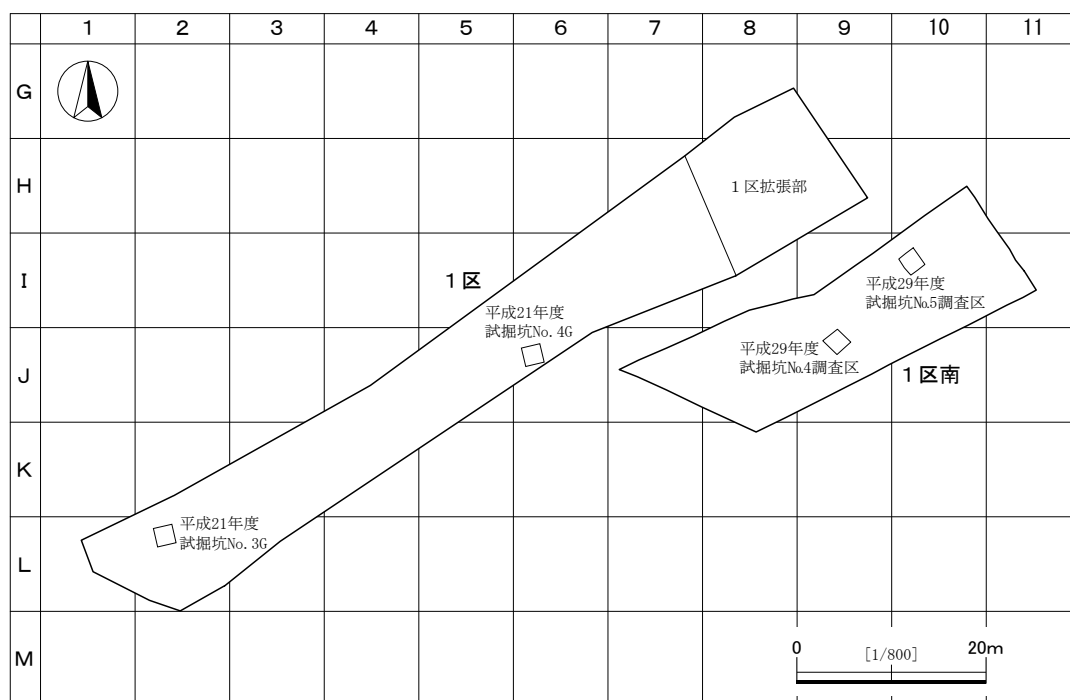 1 2 3 4 5 6 7 8 9 10 11
G
H
I
J
K
L
M
1区拡張部
1区
平成21年度
試掘坑No. 4G
平成29年度
試掘坑No.5調査区
平成29年度
試掘坑No.4調査区
1区南
平成21年度
試掘坑No. 3G
0 [1/800] 20m